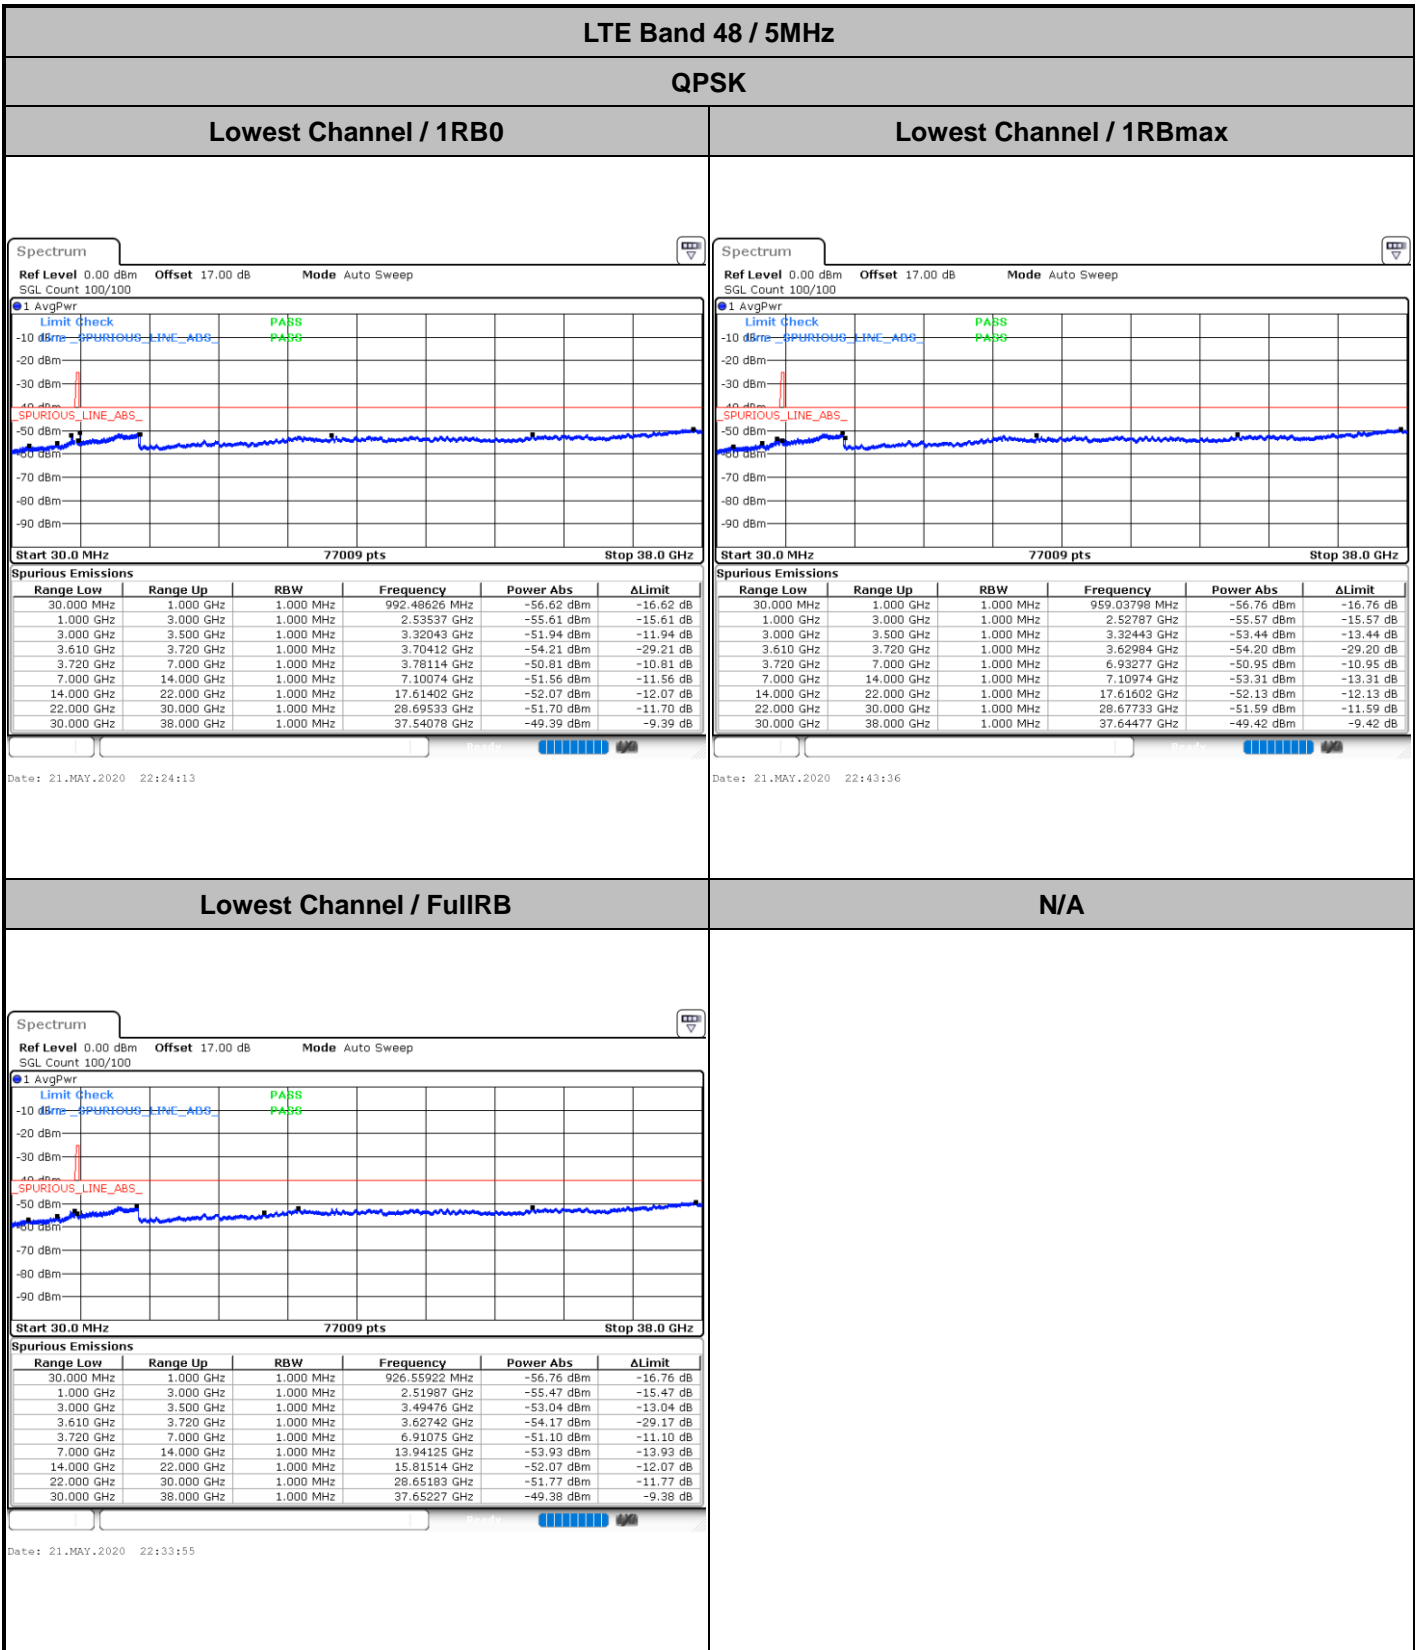 LTE Band 48 / 5MHz
QPSK
Lowest Channel / 1RB0
Lowest Channel / 1RBmax
Spectrum
Ref Level 0.00 dBm Offset 17.00 dB Mode Auto Sweep
SGL Count 100/100
1 AvgPwr
Limit Check PASS
-10 dBm Line _SPURIOUS_LINE_ABS_ PASS
-20 dBm
-30 dBm
-40 dBm
_SPURIOUS_LINE_ABS_
-50 dBm
-60 dBm
-70 dBm
-80 dBm
-90 dBm
Start 30.0 MHz 77009 pts Stop 38.0 GHz
Spurious Emissions
Range Low Range Up RBW Frequency Power Abs ΔLimit
30.000 MHz 1.000 GHz 1.000 MHz 992.48626 MHz -56.62 dBm -16.62 dB
1.000 GHz 3.000 GHz 1.000 MHz 2.53537 GHz -55.61 dBm -15.61 dB
3.000 GHz 3.500 GHz 1.000 MHz 3.32043 GHz -51.94 dBm -11.94 dB
3.610 GHz 3.720 GHz 1.000 MHz 3.70412 GHz -54.21 dBm -29.21 dB
3.720 GHz 7.000 GHz 1.000 MHz 3.78114 GHz -50.81 dBm -10.81 dB
7.000 GHz 14.000 GHz 1.000 MHz 7.10074 GHz -51.56 dBm -11.56 dB
14.000 GHz 22.000 GHz 1.000 MHz 17.61402 GHz -52.07 dBm -12.07 dB
22.000 GHz 30.000 GHz 1.000 MHz 28.69533 GHz -51.70 dBm -11.70 dB
30.000 GHz 38.000 GHz 1.000 MHz 37.54078 GHz -49.39 dBm -9.39 dB
Ready
Date: 21.MAY.2020 22:24:13
Spectrum
Ref Level 0.00 dBm Offset 17.00 dB Mode Auto Sweep
SGL Count 100/100
1 AvgPwr
Limit Check PASS
-10 dBm Line _SPURIOUS_LINE_ABS_ PASS
-20 dBm
-30 dBm
-40 dBm
_SPURIOUS_LINE_ABS_
-50 dBm
-60 dBm
-70 dBm
-80 dBm
-90 dBm
Start 30.0 MHz 77009 pts Stop 38.0 GHz
Spurious Emissions
Range Low Range Up RBW Frequency Power Abs ΔLimit
30.000 MHz 1.000 GHz 1.000 MHz 959.03798 MHz -56.76 dBm -16.76 dB
1.000 GHz 3.000 GHz 1.000 MHz 2.52787 GHz -55.57 dBm -15.57 dB
3.000 GHz 3.500 GHz 1.000 MHz 3.32443 GHz -53.44 dBm -13.44 dB
3.610 GHz 3.720 GHz 1.000 MHz 3.62984 GHz -54.20 dBm -29.20 dB
3.720 GHz 7.000 GHz 1.000 MHz 6.93277 GHz -50.95 dBm -10.95 dB
7.000 GHz 14.000 GHz 1.000 MHz 7.10974 GHz -53.31 dBm -13.31 dB
14.000 GHz 22.000 GHz 1.000 MHz 17.61602 GHz -52.13 dBm -12.13 dB
22.000 GHz 30.000 GHz 1.000 MHz 28.67733 GHz -51.59 dBm -11.59 dB
30.000 GHz 38.000 GHz 1.000 MHz 37.64477 GHz -49.42 dBm -9.42 dB
Ready
Date: 21.MAY.2020 22:43:36
Lowest Channel / FullRB
N/A
Spectrum
Ref Level 0.00 dBm Offset 17.00 dB Mode Auto Sweep
SGL Count 100/100
1 AvgPwr
Limit Check PASS
-10 dBm Line _SPURIOUS_LINE_ABS_ PASS
-20 dBm
-30 dBm
-40 dBm
_SPURIOUS_LINE_ABS_
-50 dBm
-60 dBm
-70 dBm
-80 dBm
-90 dBm
Start 30.0 MHz 77009 pts Stop 38.0 GHz
Spurious Emissions
Range Low Range Up RBW Frequency Power Abs ΔLimit
30.000 MHz 1.000 GHz 1.000 MHz 926.55922 MHz -56.76 dBm -16.76 dB
1.000 GHz 3.000 GHz 1.000 MHz 2.51987 GHz -55.47 dBm -15.47 dB
3.000 GHz 3.500 GHz 1.000 MHz 3.49476 GHz -53.04 dBm -13.04 dB
3.610 GHz 3.720 GHz 1.000 MHz 3.62742 GHz -54.17 dBm -29.17 dB
3.720 GHz 7.000 GHz 1.000 MHz 6.91075 GHz -51.10 dBm -11.10 dB
7.000 GHz 14.000 GHz 1.000 MHz 13.94125 GHz -53.93 dBm -13.93 dB
14.000 GHz 22.000 GHz 1.000 MHz 15.81514 GHz -52.07 dBm -12.07 dB
22.000 GHz 30.000 GHz 1.000 MHz 28.65183 GHz -51.77 dBm -11.77 dB
30.000 GHz 38.000 GHz 1.000 MHz 37.65227 GHz -49.38 dBm -9.38 dB
Ready
Date: 21.MAY.2020 22:33:55